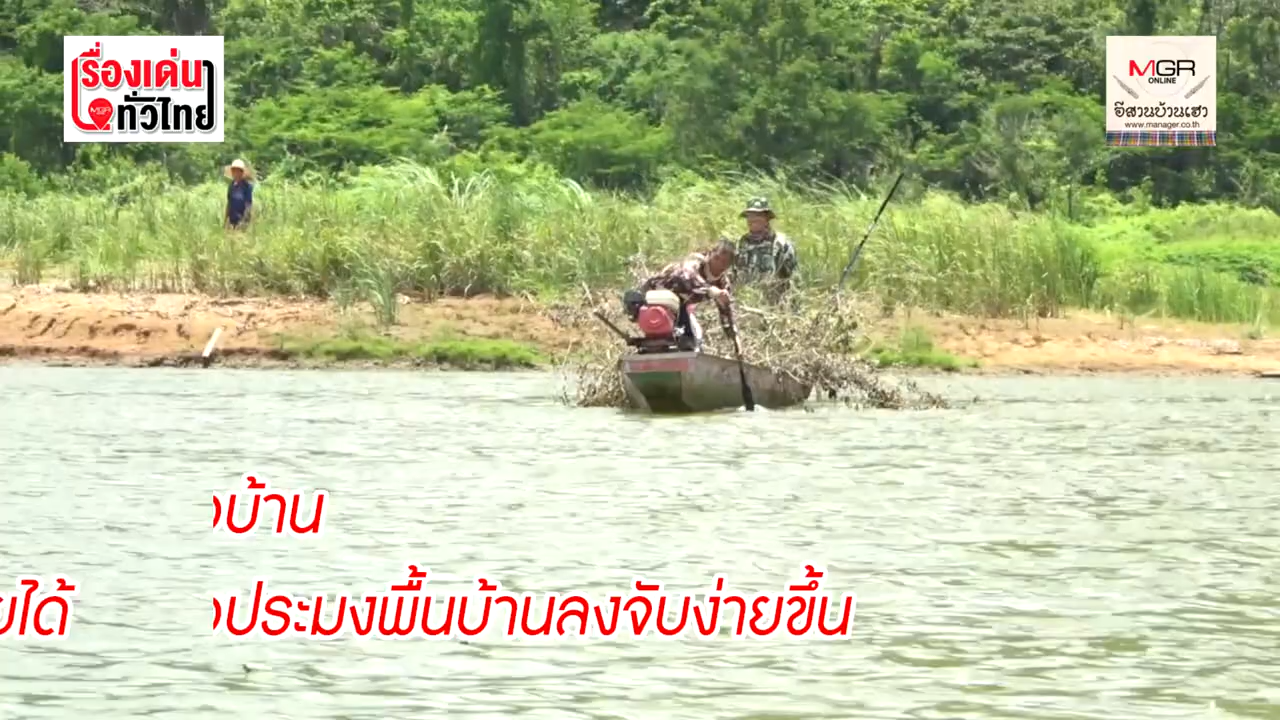 เรื่องเด่น
MGR
ทั่วไทย
MGR
ONLINE
อีสานบ้านเฮา
www.manager.co.th
บ้าน
ได้
ประมงพื้นบ้านลงจับง่ายขึ้น